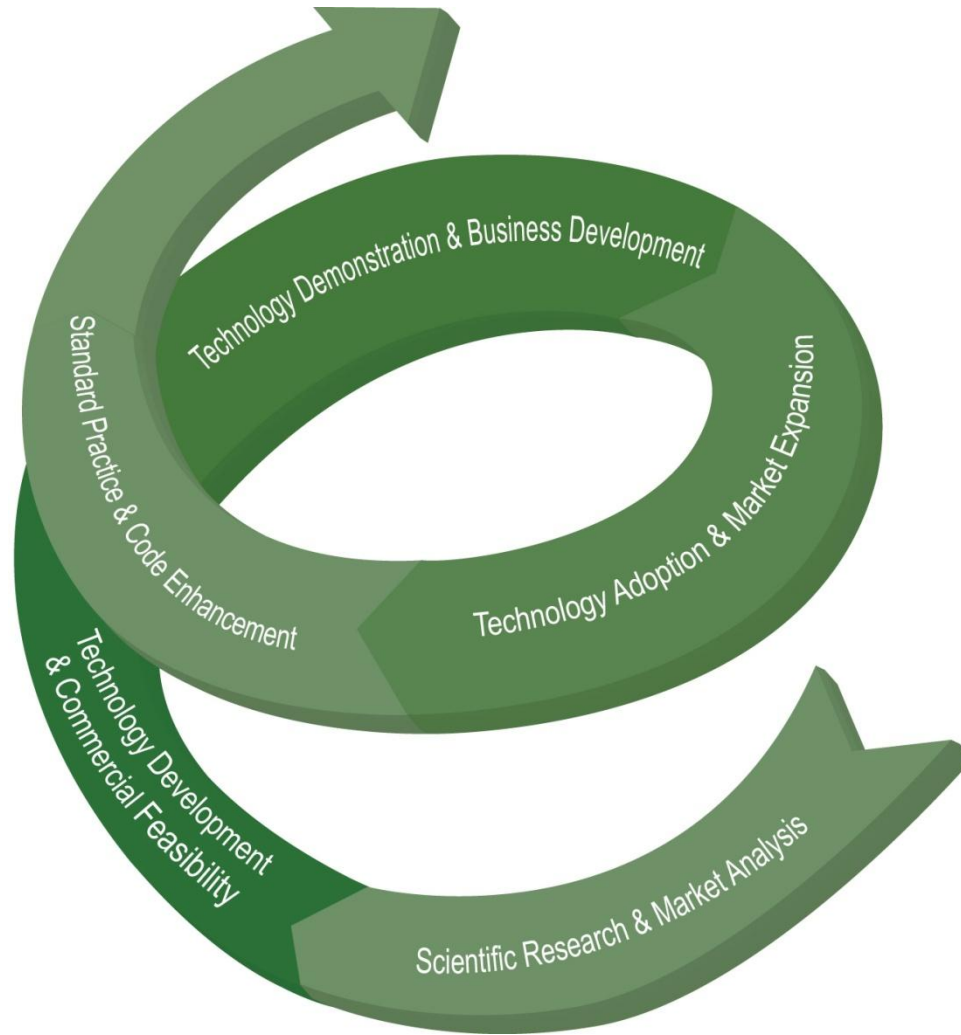 Technology Demonstration & Business Development
Technology Adoption & Market Expansion
Standard Practice & Code Enhancement
Technology Development
& Commercial Feasibility
Scientific Research & Market Analysis